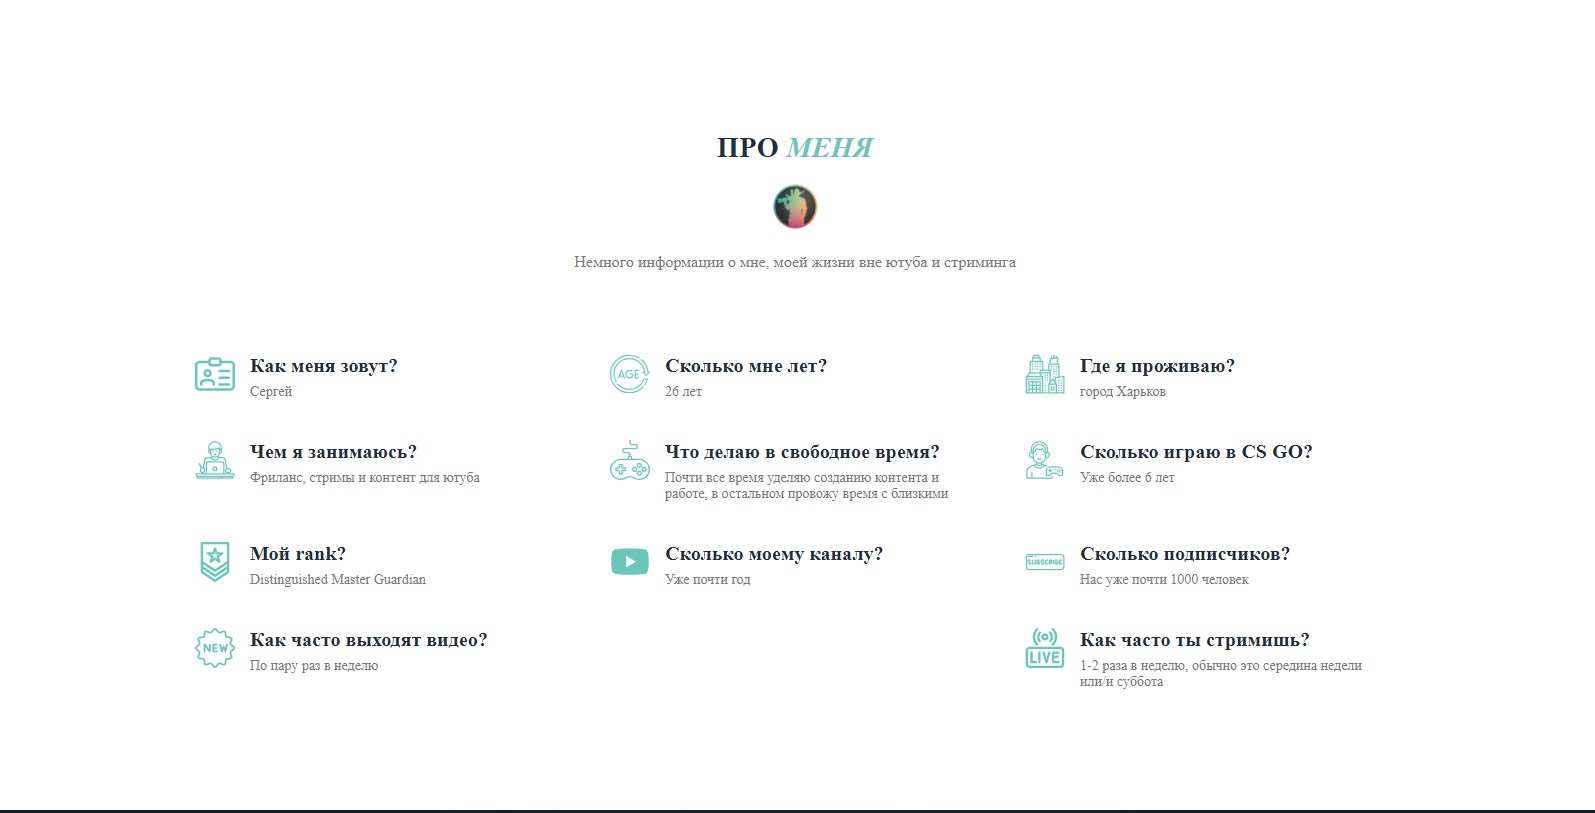 ПРО МЕНЯ
Немного информации о мне, моей жизни вне ютуба и стриминга
Как меня зовут?
Сергей
AGE
Сколько мне лет?
26 лет
Где я проживаю?
город Харьков
Чем я занимаюсь?
Фриланс, стримы и контент для ютуба
Что делаю в свободное время?
Почти все время уделяю созданию контента и
работе, в остальном провожу время с близкими
Сколько играю в CS GO?
Уже более 6 лет
Мой rank?
Distinguished Master Guardian
Сколько моему каналу?
Уже почти год
SUBSCRIBE
Сколько подписчиков?
Нас уже почти 1000 человек
NEW
Как часто выходят видео?
По пару раз в неделю
LIVE
Как часто ты стримишь?
1-2 раза в неделю, обычно это середина недели
или/и суббота